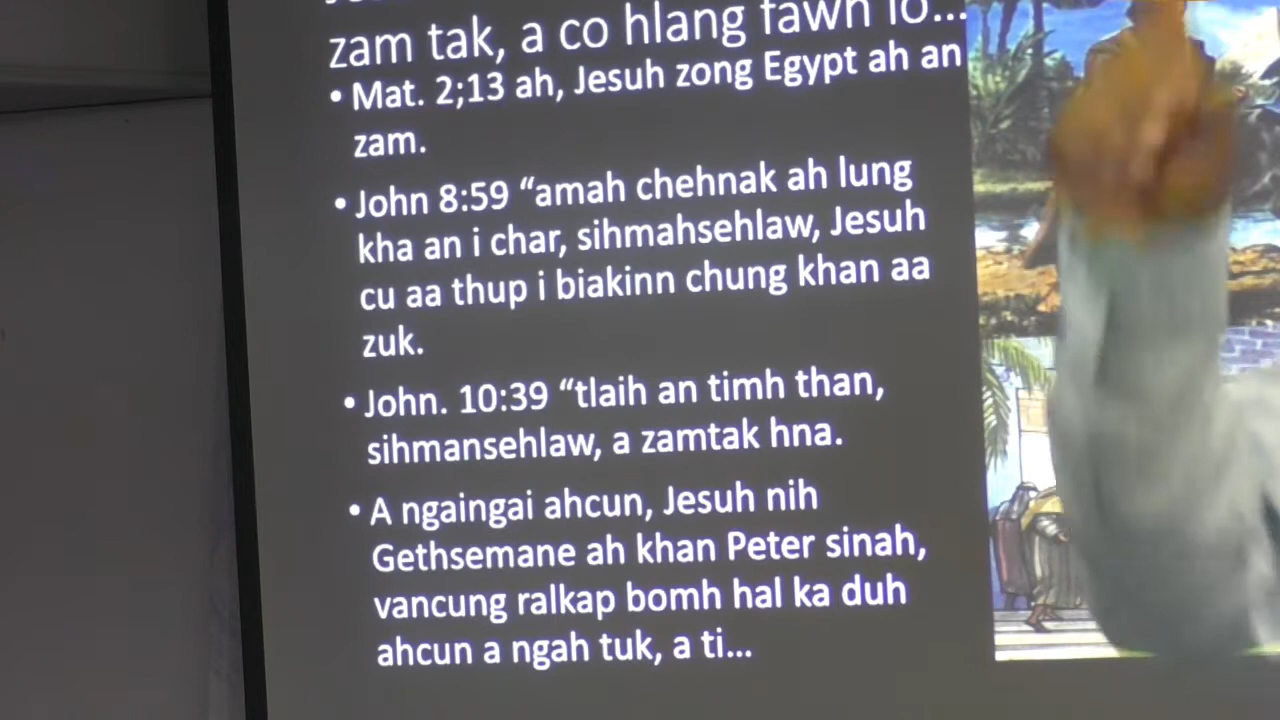 zam tak, a co hlang fawn lo...
• Mat. 2;13 ah, Jesuh zong Egypt ah an
zam.
• John 8:59 “amah chehnak ah lung
kha an i char, sihmahsehlaw, Jesuh
cu aa thup i biakinn chung khan aa
zuk.
• John. 10:39 “tlaih an timh than,
sihmansehlaw, a zamtak hna.
• A ngaingai ahcun, Jesuh nih
Gethsemane ah khan Peter sinah,
vancung ralkap bomh hal ka duh
ahcun a ngah tuk, a ti...